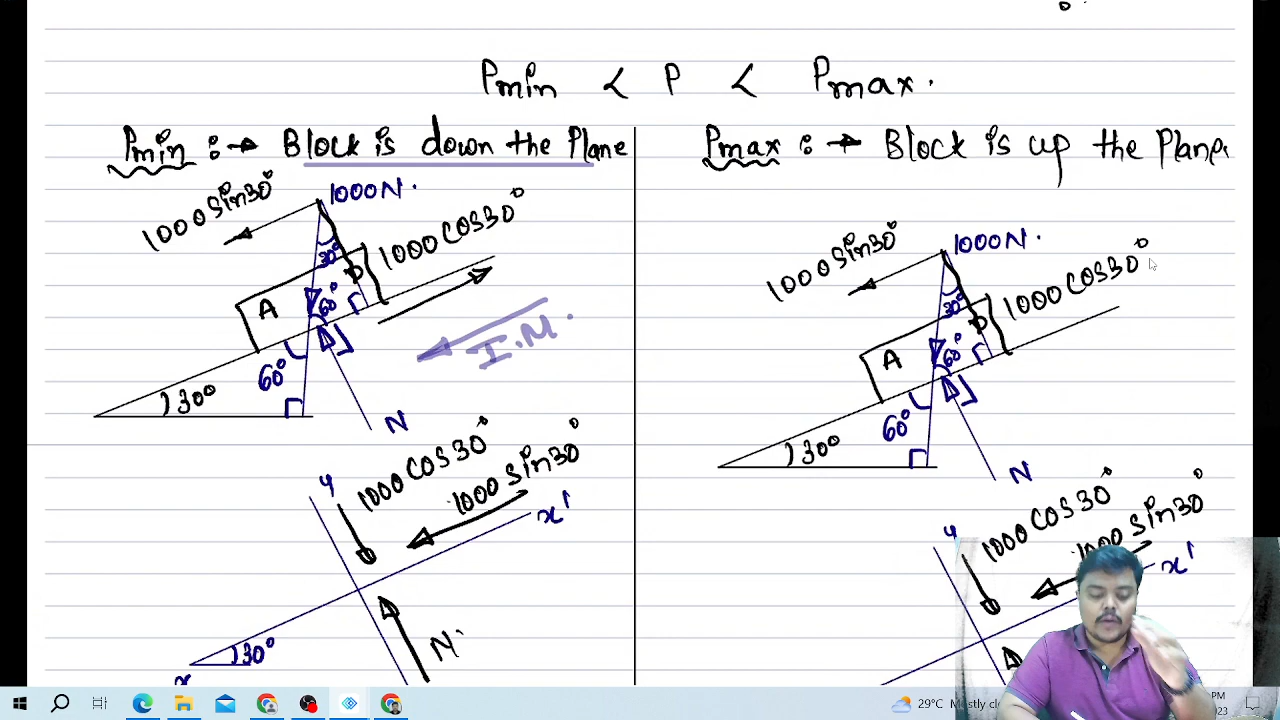 Pmin < P < Pmax.
Pmin :→ Block is down the Plane
1000 sin30°
1000N.
1000 cos30°
30°
A
60°
60°
30°
I.M.
N
y
1000 cos30°
1000 sin30°
x'
N
30°
x
Pmax :→ Block is up the Plane
1000 sin30°
1000N.
1000 cos30°
30°
A
60°
60°
30°
N
y
1000 cos30°
1000 sin30°
x'
29°C
PM